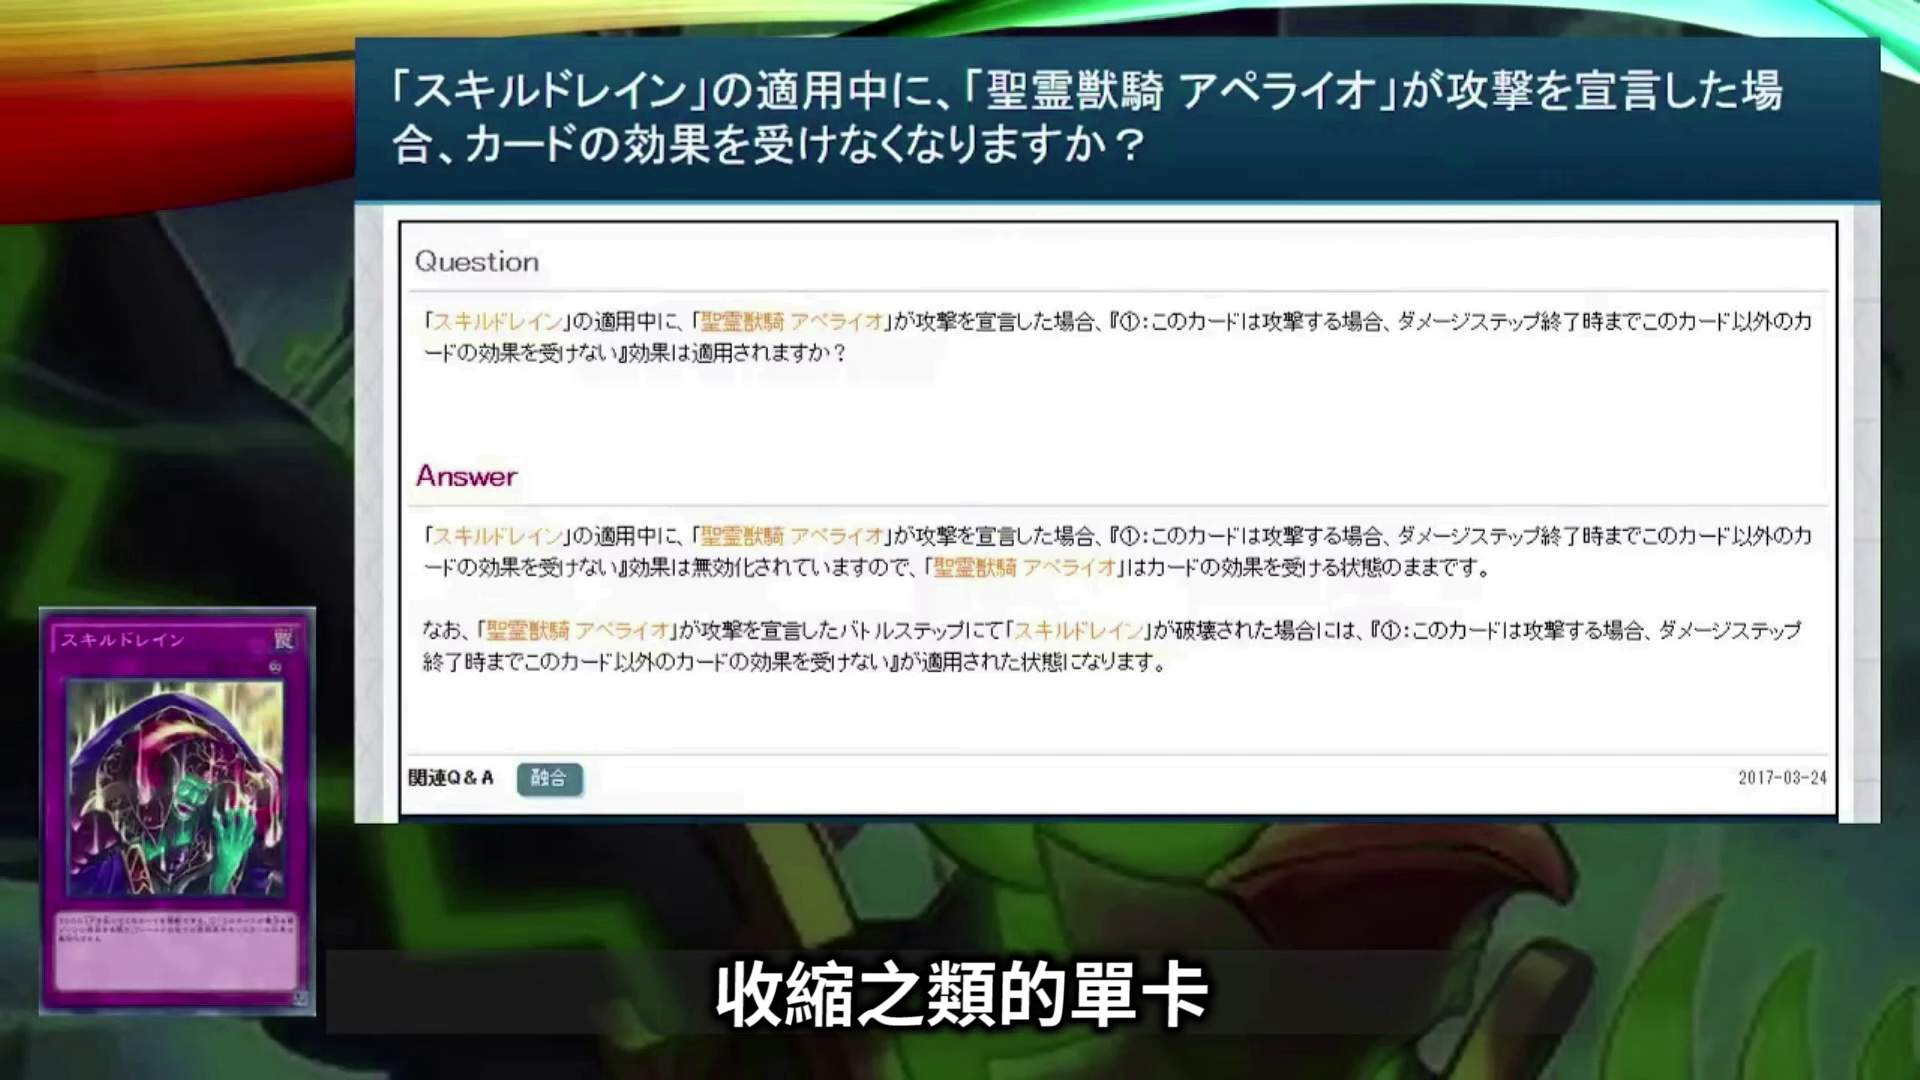 「スキルドレイン」の適用中に、「聖霊獣騎 アペライオ」が攻撃を宣言した場
合、カードの効果を受けなくなりますか？
Question
「スキルドレイン」の適用中に、「聖霊獣騎 アペライオ」が攻撃を宣言した場合、『①：このカードは攻撃する場合、ダメージステップ終了時までこのカード以外のカ
ードの効果を受けない』効果は適用されますか？
Answer
「スキルドレイン」の適用中に、「聖霊獣騎 アペライオ」が攻撃を宣言した場合、『①：このカードは攻撃する場合、ダメージステップ終了時までこのカード以外のカ
ードの効果を受けない』効果は無効化されていますので、「聖霊獣騎 アペライオ」はカードの効果を受ける状態のままです。
なお、「聖霊獣騎 アペライオ」が攻撃を宣言したバトルステップにて「スキルドレイン」が破壊された場合には、『①：このカードは攻撃する場合、ダメージステップ
終了時までこのカード以外のカードの効果を受けない』が適用された状態になります。
関連Q&A 融合 2017-03-24
スキルドレイン 罠
収縮之類的單卡